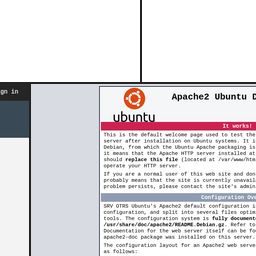 gn in
Apache2 Ubuntu D
ubuntu
It works!
This is the default welcome page used to test the
server after installation on Ubuntu systems. It i
Debian, from which the Ubuntu Apache packaging is
it means that the Apache HTTP server installed at
should replace this file (located at /var/www/htm
operate your HTTP server.
If you are a normal user of this web site and don
probably means that the site is currently unavail
problem persists, please contact the site's admin
Configuration Ove
SRV OTRS Ubuntu's Apache2 default configuration i
configuration, and split into several files optim
tools. The configuration system is fully document
/usr/share/doc/apache2/README.Debian.gz. Refer to
Documentation for the web server itself can be fo
apache2-doc package was installed on this server.
The configuration layout for an Apache2 web serve
as follows: